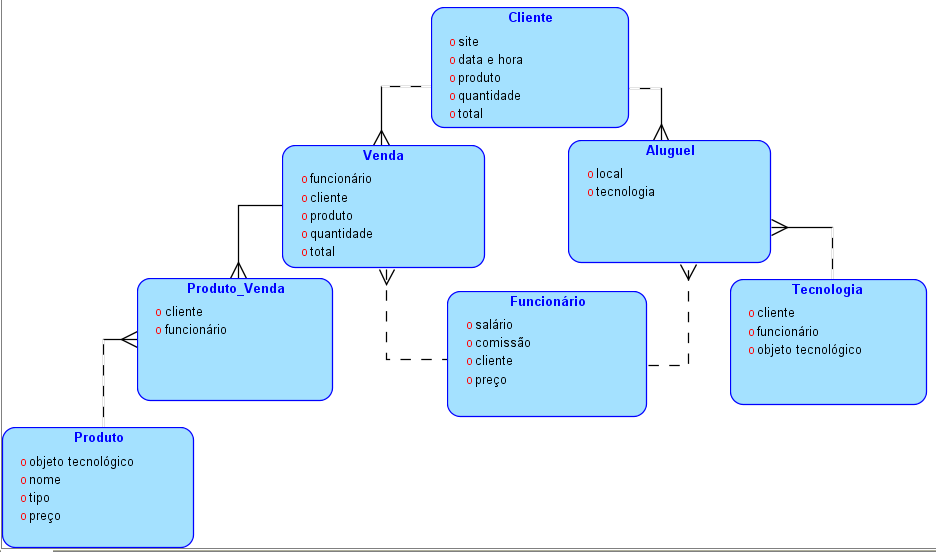 Cliente
o site
o data e hora
o produto
o quantidade
o total
Venda
o funcionário
o cliente
o produto
o quantidade
o total
Aluguel
o local
o tecnologia
Produto_Venda
o cliente
o funcionário
Funcionário
o salário
o comissão
o cliente
o preço
Tecnologia
o cliente
o funcionário
o objeto tecnológico
Produto
o objeto tecnológico
o nome
o tipo
o preço